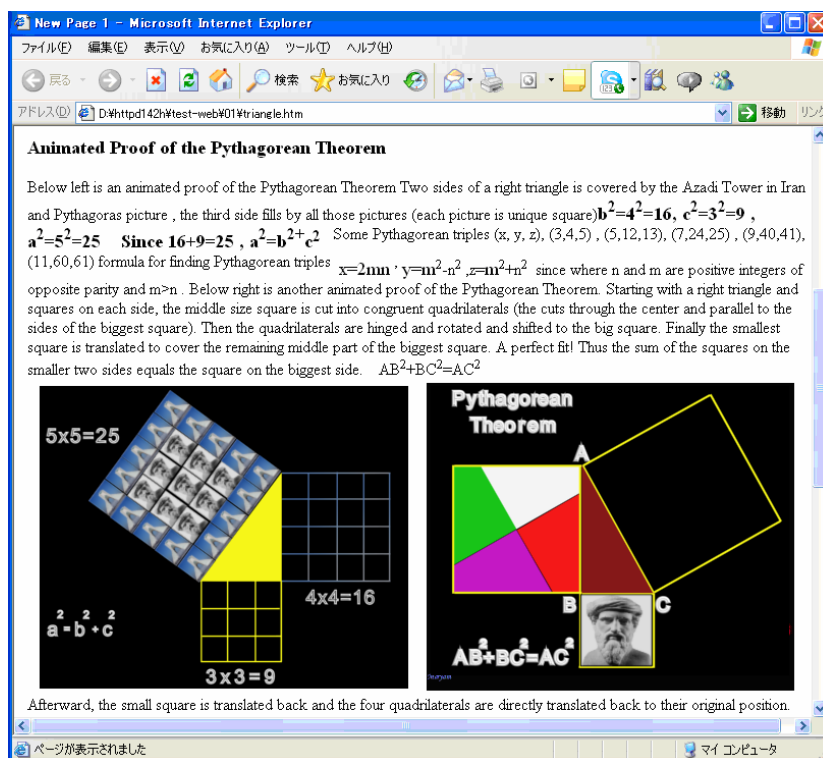 New Page 1 - Microsoft Internet Explorer
ファイル(F) 編集(E) 表示(V) お気に入り(A) ツール(T) ヘルプ(H)
戻る 検索 お気に入り
アドレス(D) D:¥httpd142h¥test-web¥01¥triangle.htm 移動 リンク
Animated Proof of the Pythagorean Theorem
Below left is an animated proof of the Pythagorean Theorem Two sides of a right triangle is covered by the Azadi Tower in Iran
and Pythagoras picture , the third side fills by all those pictures (each picture is unique square)b²=4²=16, c²=3²=9 ,
a²=5²=25 Since 16+9=25 , a²=b²⁺c² Some Pythagorean triples (x, y, z), (3,4,5) , (5,12,13), (7,24,25) , (9,40,41),
(11,60,61) formula for finding Pythagorean triples x=2mn , y=m²-n² ,z=m²+n² since where n and m are positive integers of
opposite parity and m>n . Below right is another animated proof of the Pythagorean Theorem. Starting with a right triangle and
squares on each side, the middle size square is cut into congruent quadrilaterals (the cuts through the center and parallel to the
sides of the biggest square). Then the quadrilaterals are hinged and rotated and shifted to the big square. Finally the smallest
square is translated to cover the remaining middle part of the biggest square. A perfect fit! Thus the sum of the squares on the
smaller two sides equals the square on the biggest side. AB²+BC²=AC²
5x5=25
4x4=16
a²=b²+c²
3x3=9
Pythagorean
Theorem
A
B C
AB²+BC²=AC²
Afterward, the small square is translated back and the four quadrilaterals are directly translated back to their original position.
ページが表示されました マイ コンピュータ